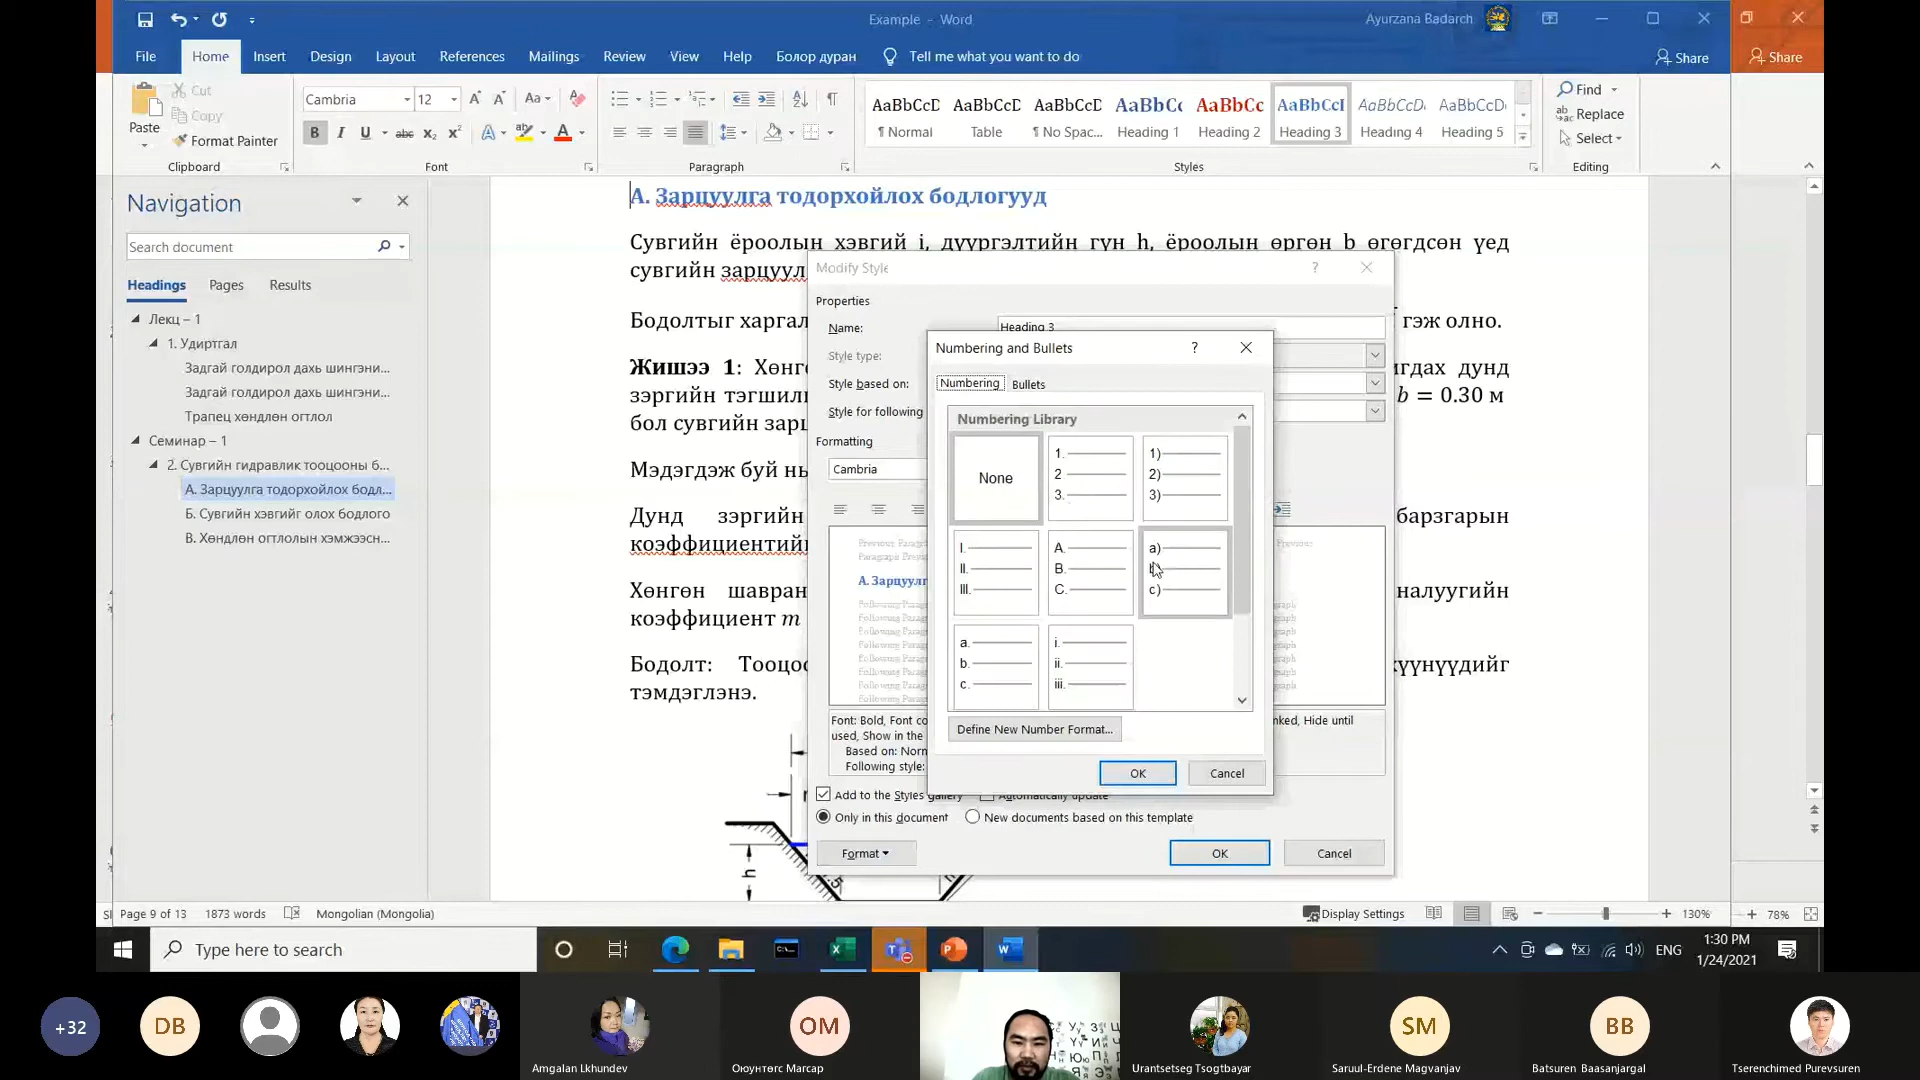 Example - Word
Ayurzana Badarch
File Home Insert Design Layout References Mailings Review View Help Болор дуран Tell me what you want to do
Share
Share
Paste
Cut
Copy
Format Painter
Cambria 12
AaBbCcD AaBbCcC AaBbCcD AaBbCc AaBbCc AaBbCcI AaBbCcDi AaBbCcD
¶ Normal Table ¶ No Spac... Heading 1 Heading 2 Heading 3 Heading 4 Heading 5
Find
Replace
Select
Clipboard Font Paragraph Styles Editing
Navigation
Search document
Headings Pages Results
Лекц – 1
1. Удиртгал
Задгай голдирол дахь шингэни...
Задгай голдирол дахь шингэни...
Трапец хөндлөн огтлол
Семинар – 1
2. Сувгийн гидравлик тооцооны б...
А. Зарцуулга тодорхойлох бодл...
Б. Сувгийн хэвгийг олох бодлого
В. Хөндлөн огтлолын хэмжээсн...
А. Зарцуулга тодорхойлох бодлогууд
Сувгийн ёроолын хэвгий i, дүүргэлтийн гүн h, ёроолын өргөн b өгөгдсөн үед
сувгийн зарцуул
Бодолтыг харгал
гэж олно.
Жишээ 1: Хөнг
гдах дунд
зэргийн тэгшил
b = 0.30 м
бол сувгийн зар
Мэдэгдэж буй н
Дунд зэргийн
барзгарын
коэффициентий
Хөнгөн шавран
налуугийн
коэффициент m
Бодолт: Тооцо
хүүнүүдийг
тэмдэглэнэ.
h
Modify Style
Properties
Name: Heading 3
Style type:
Style based on:
Style for following
Formatting
Cambria
А. Зарцуулг
Font: Bold, Font co
nked, Hide until
used, Show in the
Based on: Norn
Following style:
Add to the Styles gallery Automatically update
Only in this document New documents based on this template
Format OK Cancel
Numbering and Bullets
Numbering Bullets
Numbering Library
None
1.
2
3.
1)
2)
3)
I.
II.
III.
A.
B.
C.
a)
c)
a.
b.
c.
i.
ii.
iii.
Define New Number Format...
OK Cancel
Page 9 of 13 1873 words Mongolian (Mongolia)
Display Settings 130% 78%
Type here to search
ENG
1:30 PM
1/24/2021
+32 DB OM SM BB
Amgalan Lkhundev Оюунтөгс Магсар Urantsetseg Tsogtbayar Saruul-Erdene Magvanjav Batsuren Baasanjargal Tserenchimed Purevsuren